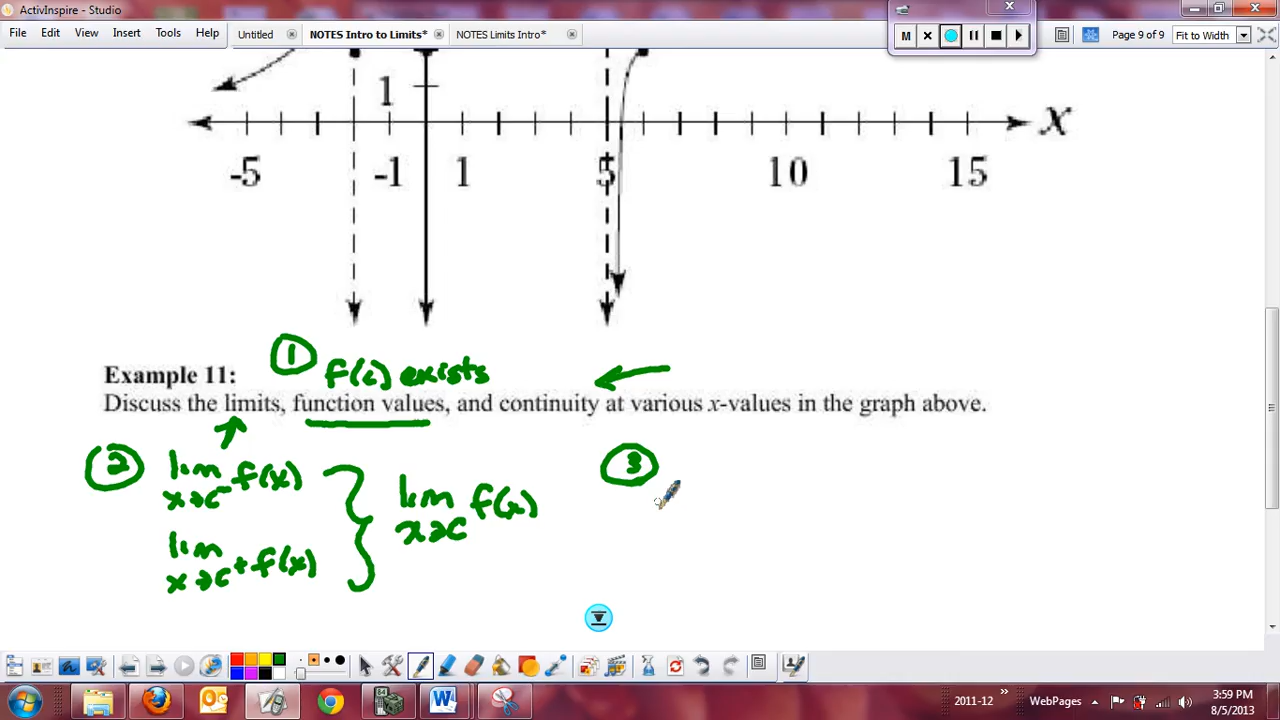 ActivInspire - Studio
File Edit View Insert Tools Help
Untitled
NOTES Intro to Limits*
NOTES Limits Intro*
M
Page 9 of 9
Fit to Width
1
x
-5 -1 1 5 10 15
① f(c) exists
Example 11:
Discuss the limits, function values, and continuity at various x-values in the graph above.
② lim x→c⁻ f(x)
lim x→c⁺ f(x)
lim x→c f(x)
③
2011-12
WebPages
3:59 PM
8/5/2013